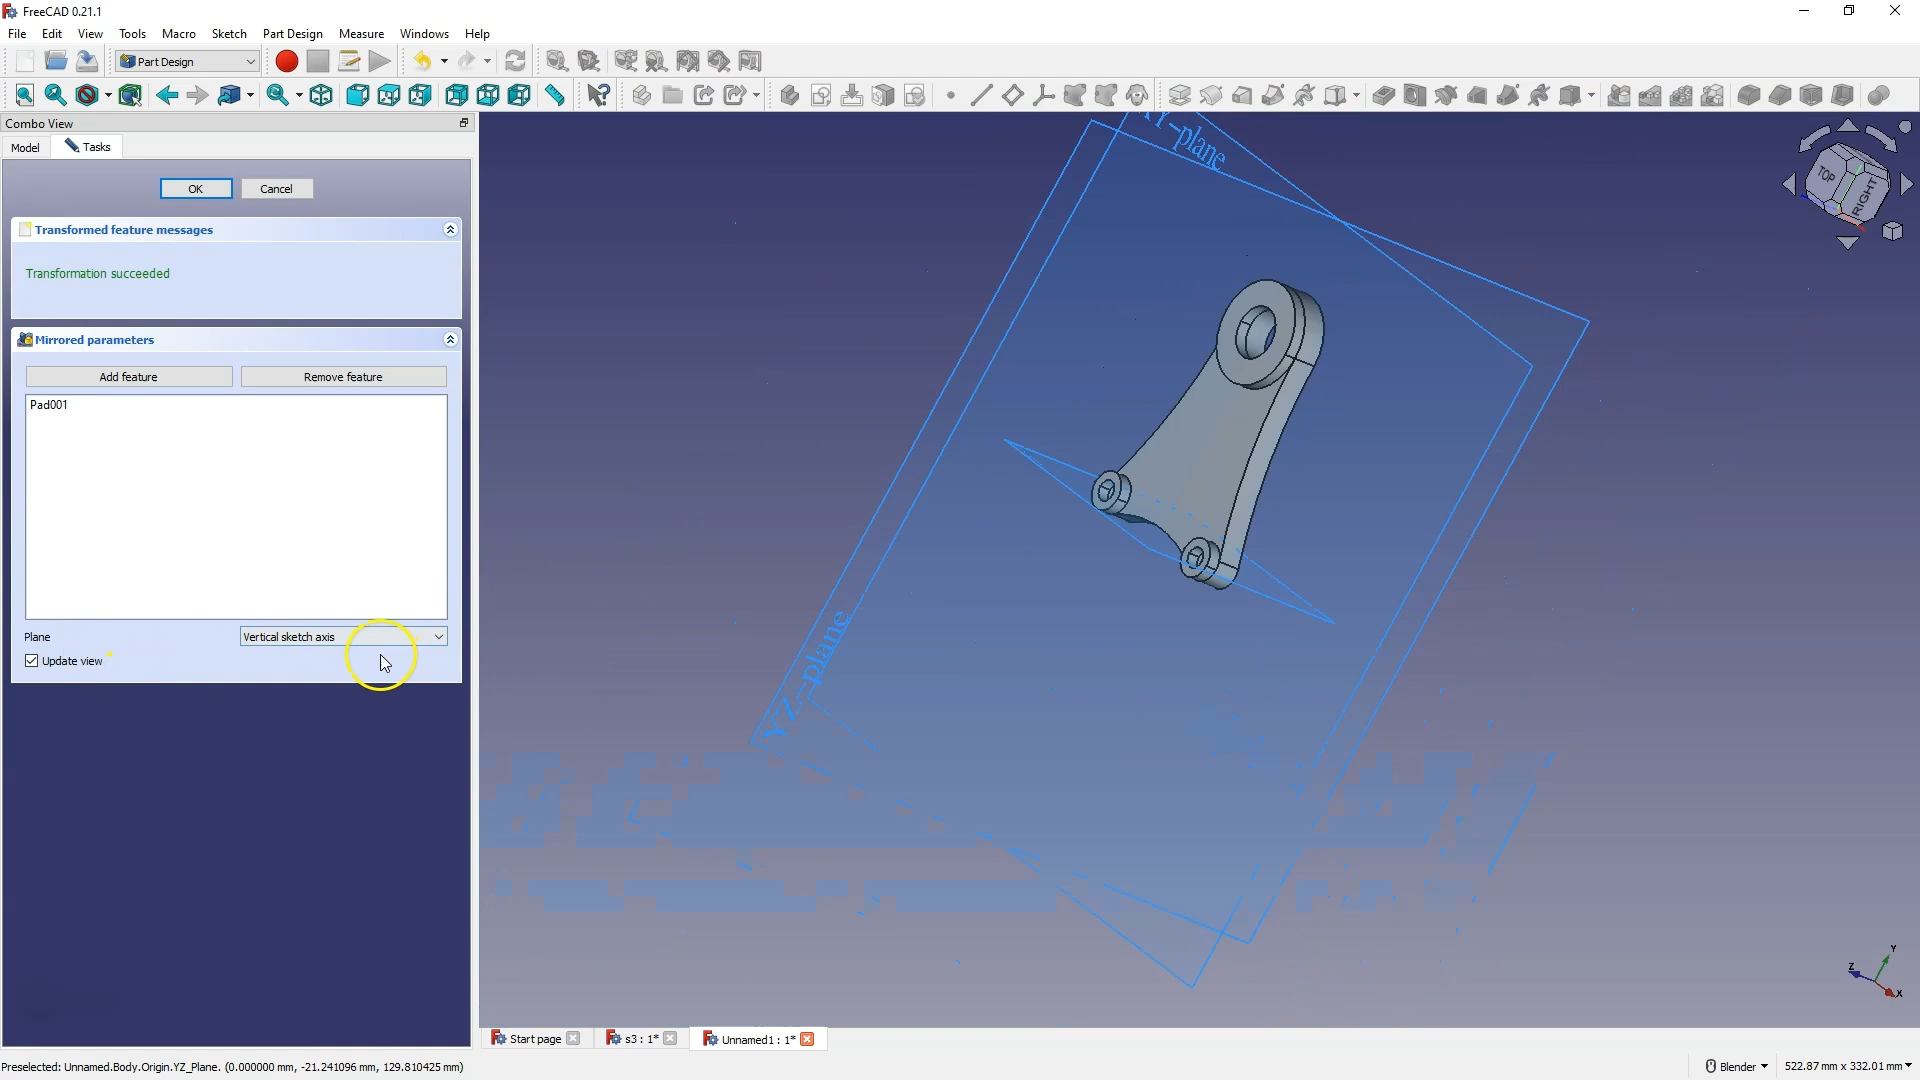 FreeCAD 0.21.1
File Edit View Tools Macro Sketch Part Design Measure Windows Help
Part Design
Combo View
Model Tasks
OK Cancel
Transformed feature messages
Transformation succeeded
Mirrored parameters
Add feature Remove feature
Pad001
Plane Vertical sketch axis
Update view
XY-plane
YZ-plane
TOP
RIGHT
Y
Z
X
Start page s3 : 1* Unnamed1 : 1*
Preselected: Unnamed.Body.Origin.YZ_Plane. (0.000000 mm, -21.241096 mm, 129.810425 mm) Blender 522.87 mm x 332.01 mm